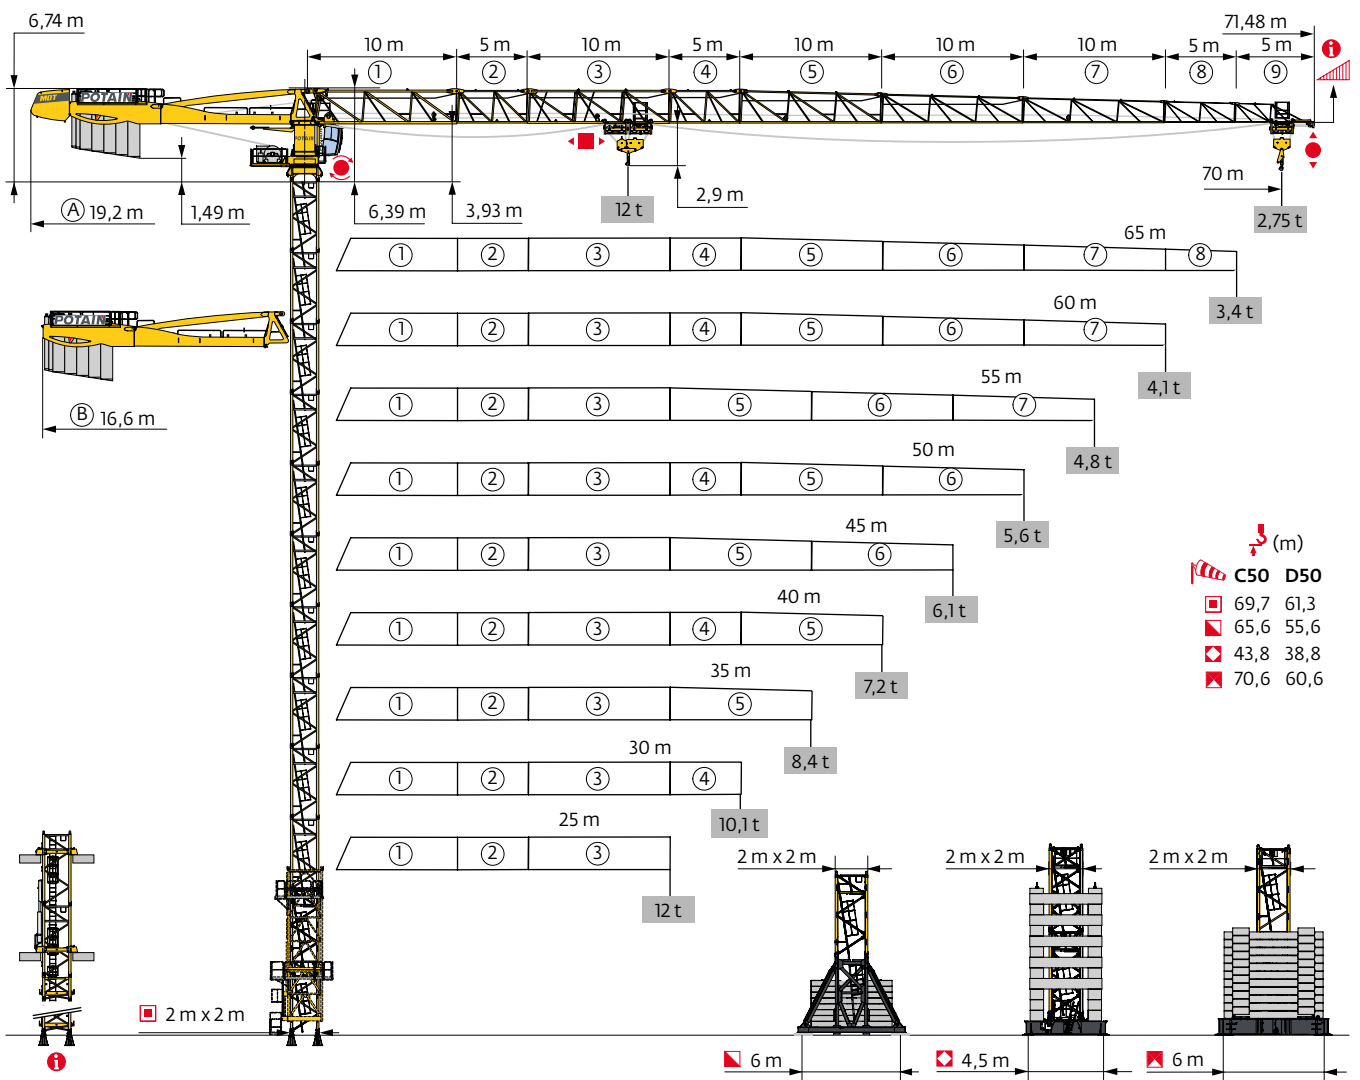 6,74 m
71,48 m
10 m 5 m 10 m 5 m 10 m 10 m 10 m 5 m 5 m
1 2 3 4 5 6 7 8 9
i
MDT POTAIN
POTAIN
A 19,2 m
1,49 m
6,39 m
3,93 m
12 t
2,9 m
70 m
2,75 t
65 m
1 2 3 4 5 6 7 8
3,4 t
POTAIN
B 16,6 m
60 m
1 2 3 4 5 6 7
4,1 t
55 m
1 2 3 5 6 7
4,8 t
50 m
1 2 3 4 5 6
5,6 t
45 m
1 2 3 5 6
6,1 t
40 m
1 2 3 4 5
7,2 t
35 m
1 2 3 5
8,4 t
30 m
1 2 3 4
10,1 t
25 m
1 2 3
12 t
(m)
C50 D50
69,7 61,3
65,6 55,6
43,8 38,8
70,6 60,6
2 m x 2 m
2 m x 2 m
2 m x 2 m
2 m x 2 m
i
6 m
4,5 m
6 m